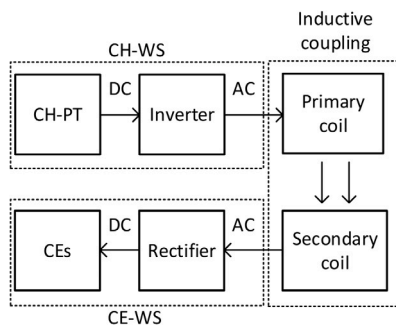 Inductive
coupling
CH-WS
DC
AC
CH-PT
Inverter
Primary
coil
DC
AC
CEs
Rectifier
Secondary
coil
CE-WS